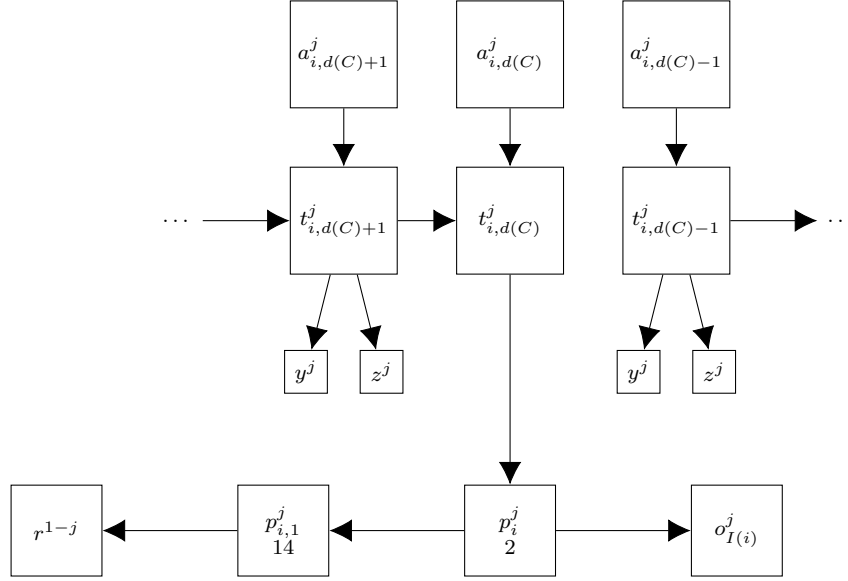 a^j_{i,d(C)+1} a^j_{i,d(C)} a^j_{i,d(C)−1}
··· t^j_{i,d(C)+1} t^j_{i,d(C)} t^j_{i,d(C)−1} ··
y^j z^j y^j z^j
r^{1−j} p^j_{i,1} p^j_i o^j_{I(i)}
14 2